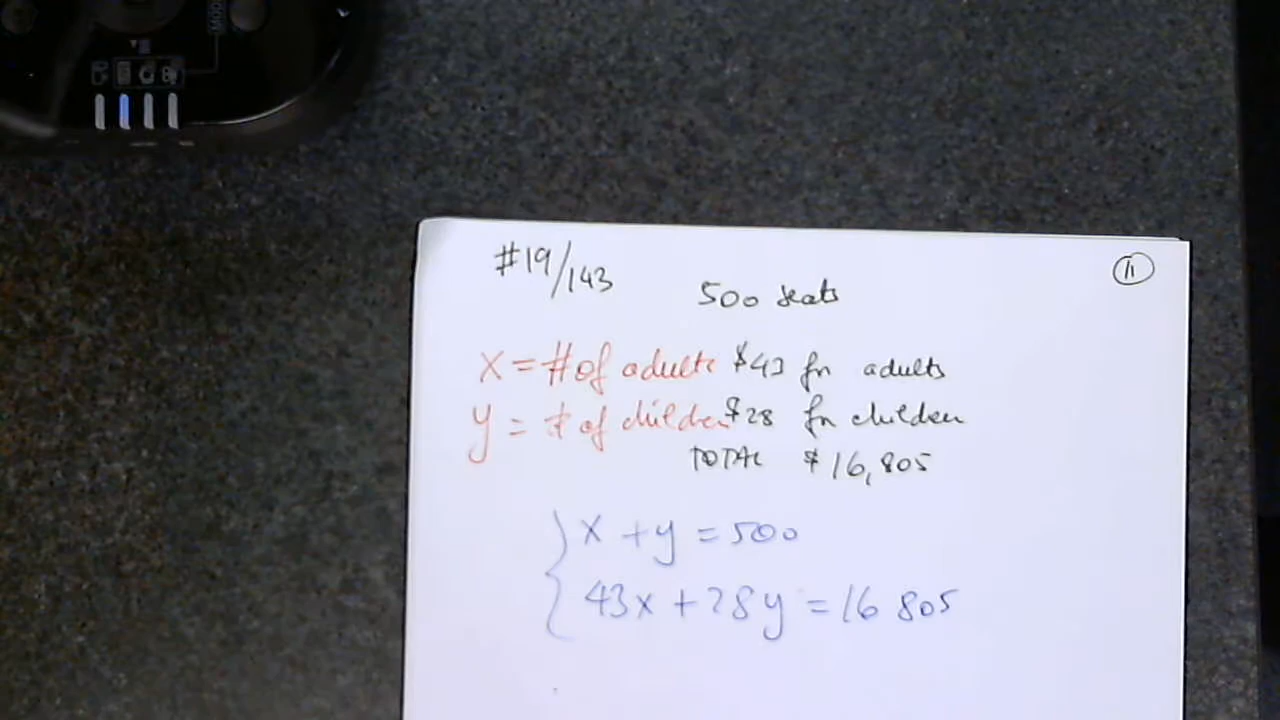 #19/143
11
500 seats
x = # of adults $43 for adults
y = # of children $28 for children
TOTAL $16,805
x + y = 500
43x + 28y = 16 805